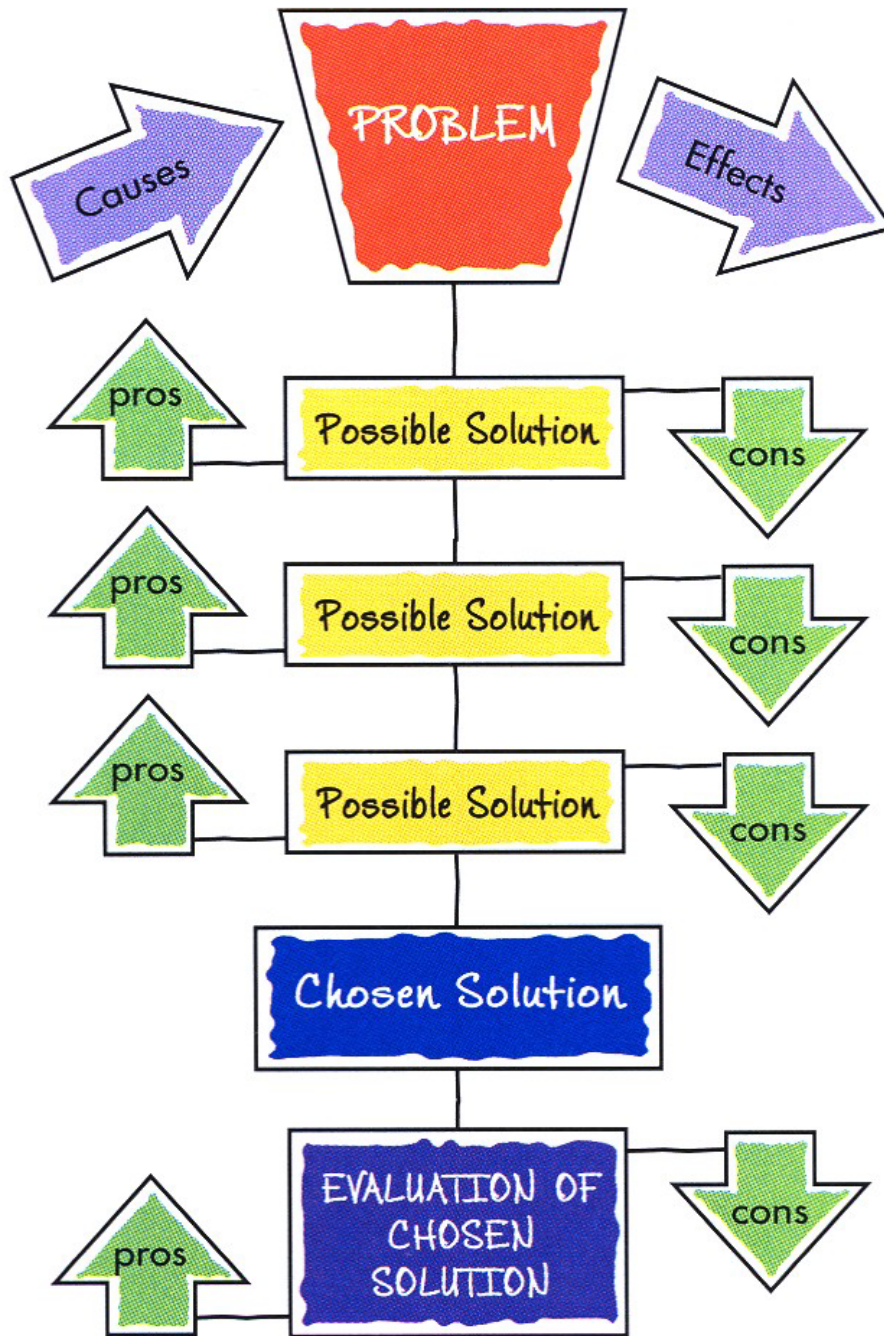 PROBLEM
Causes
Effects
pros
Possible Solution
cons
pros
Possible Solution
cons
pros
Possible Solution
cons
Chosen Solution
EVALUATION OF
CHOSEN
SOLUTION
pros
cons